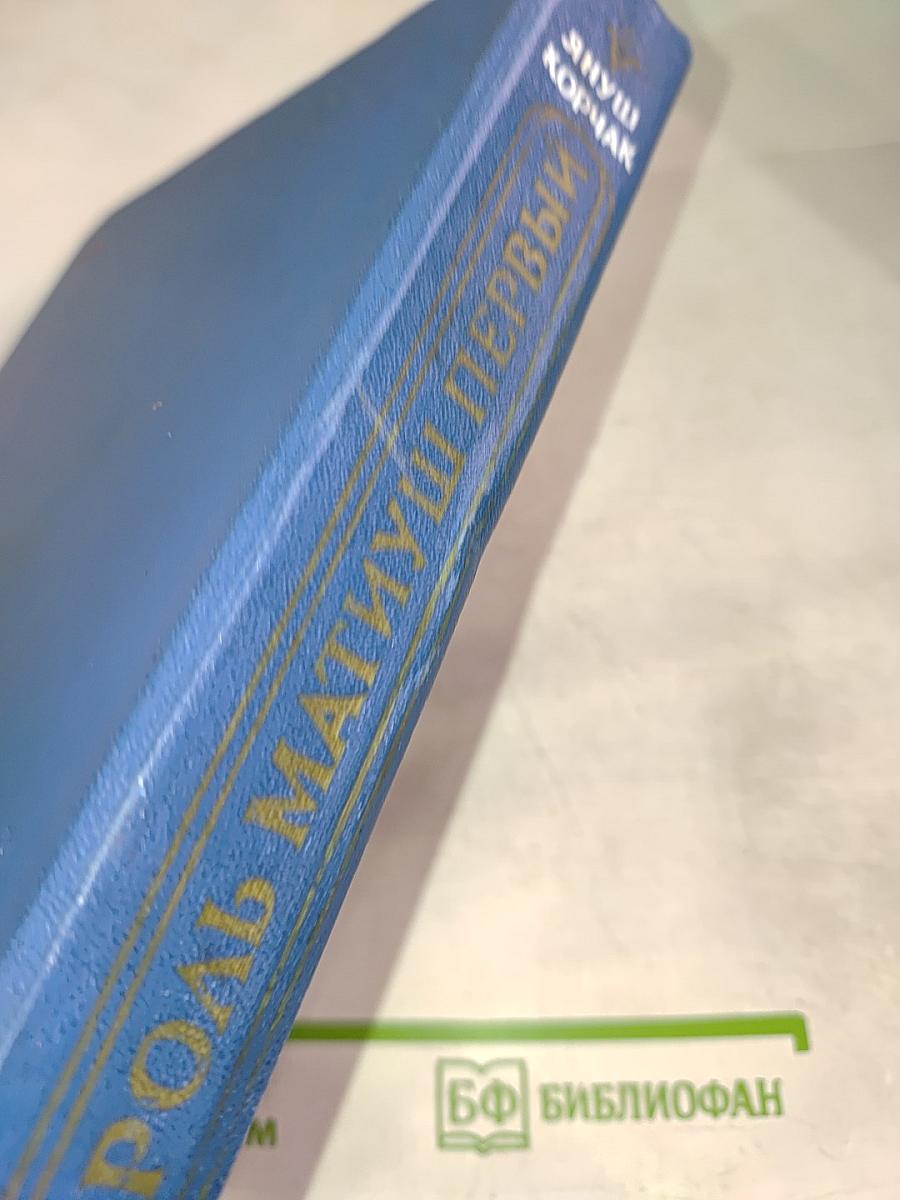 ЯНУШ
КОРЧАК
РОЛЬ МАТИУШ ПЕРВЫЙ
БФ БИБЛИОФАН
М